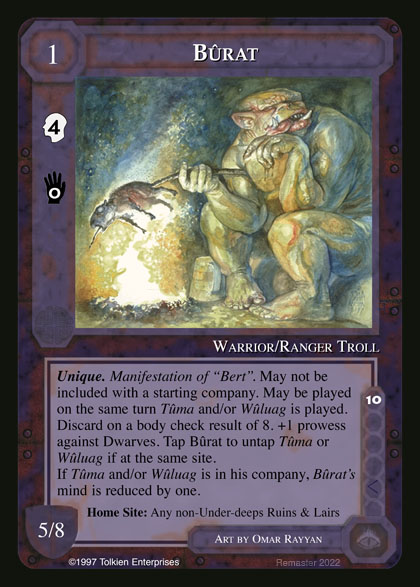 1
BÛRAT
4
0
WARRIOR/RANGER TROLL
Unique. Manifestation of “Bert”. May not be
included with a starting company. May be played
on the same turn Tûma and/or Wûluag is played.
Discard on a body check result of 8. +1 prowess
against Dwarves. Tap Bûrat to untap Tûma or
Wûluag if at the same site.
If Tûma and/or Wûluag is in his company, Bûrat's
mind is reduced by one.
10
Home Site: Any non-Under-deeps Ruins & Lairs
5/8
ART BY OMAR RAYYAN
©1997 Tolkien Enterprises
Remaster 2022